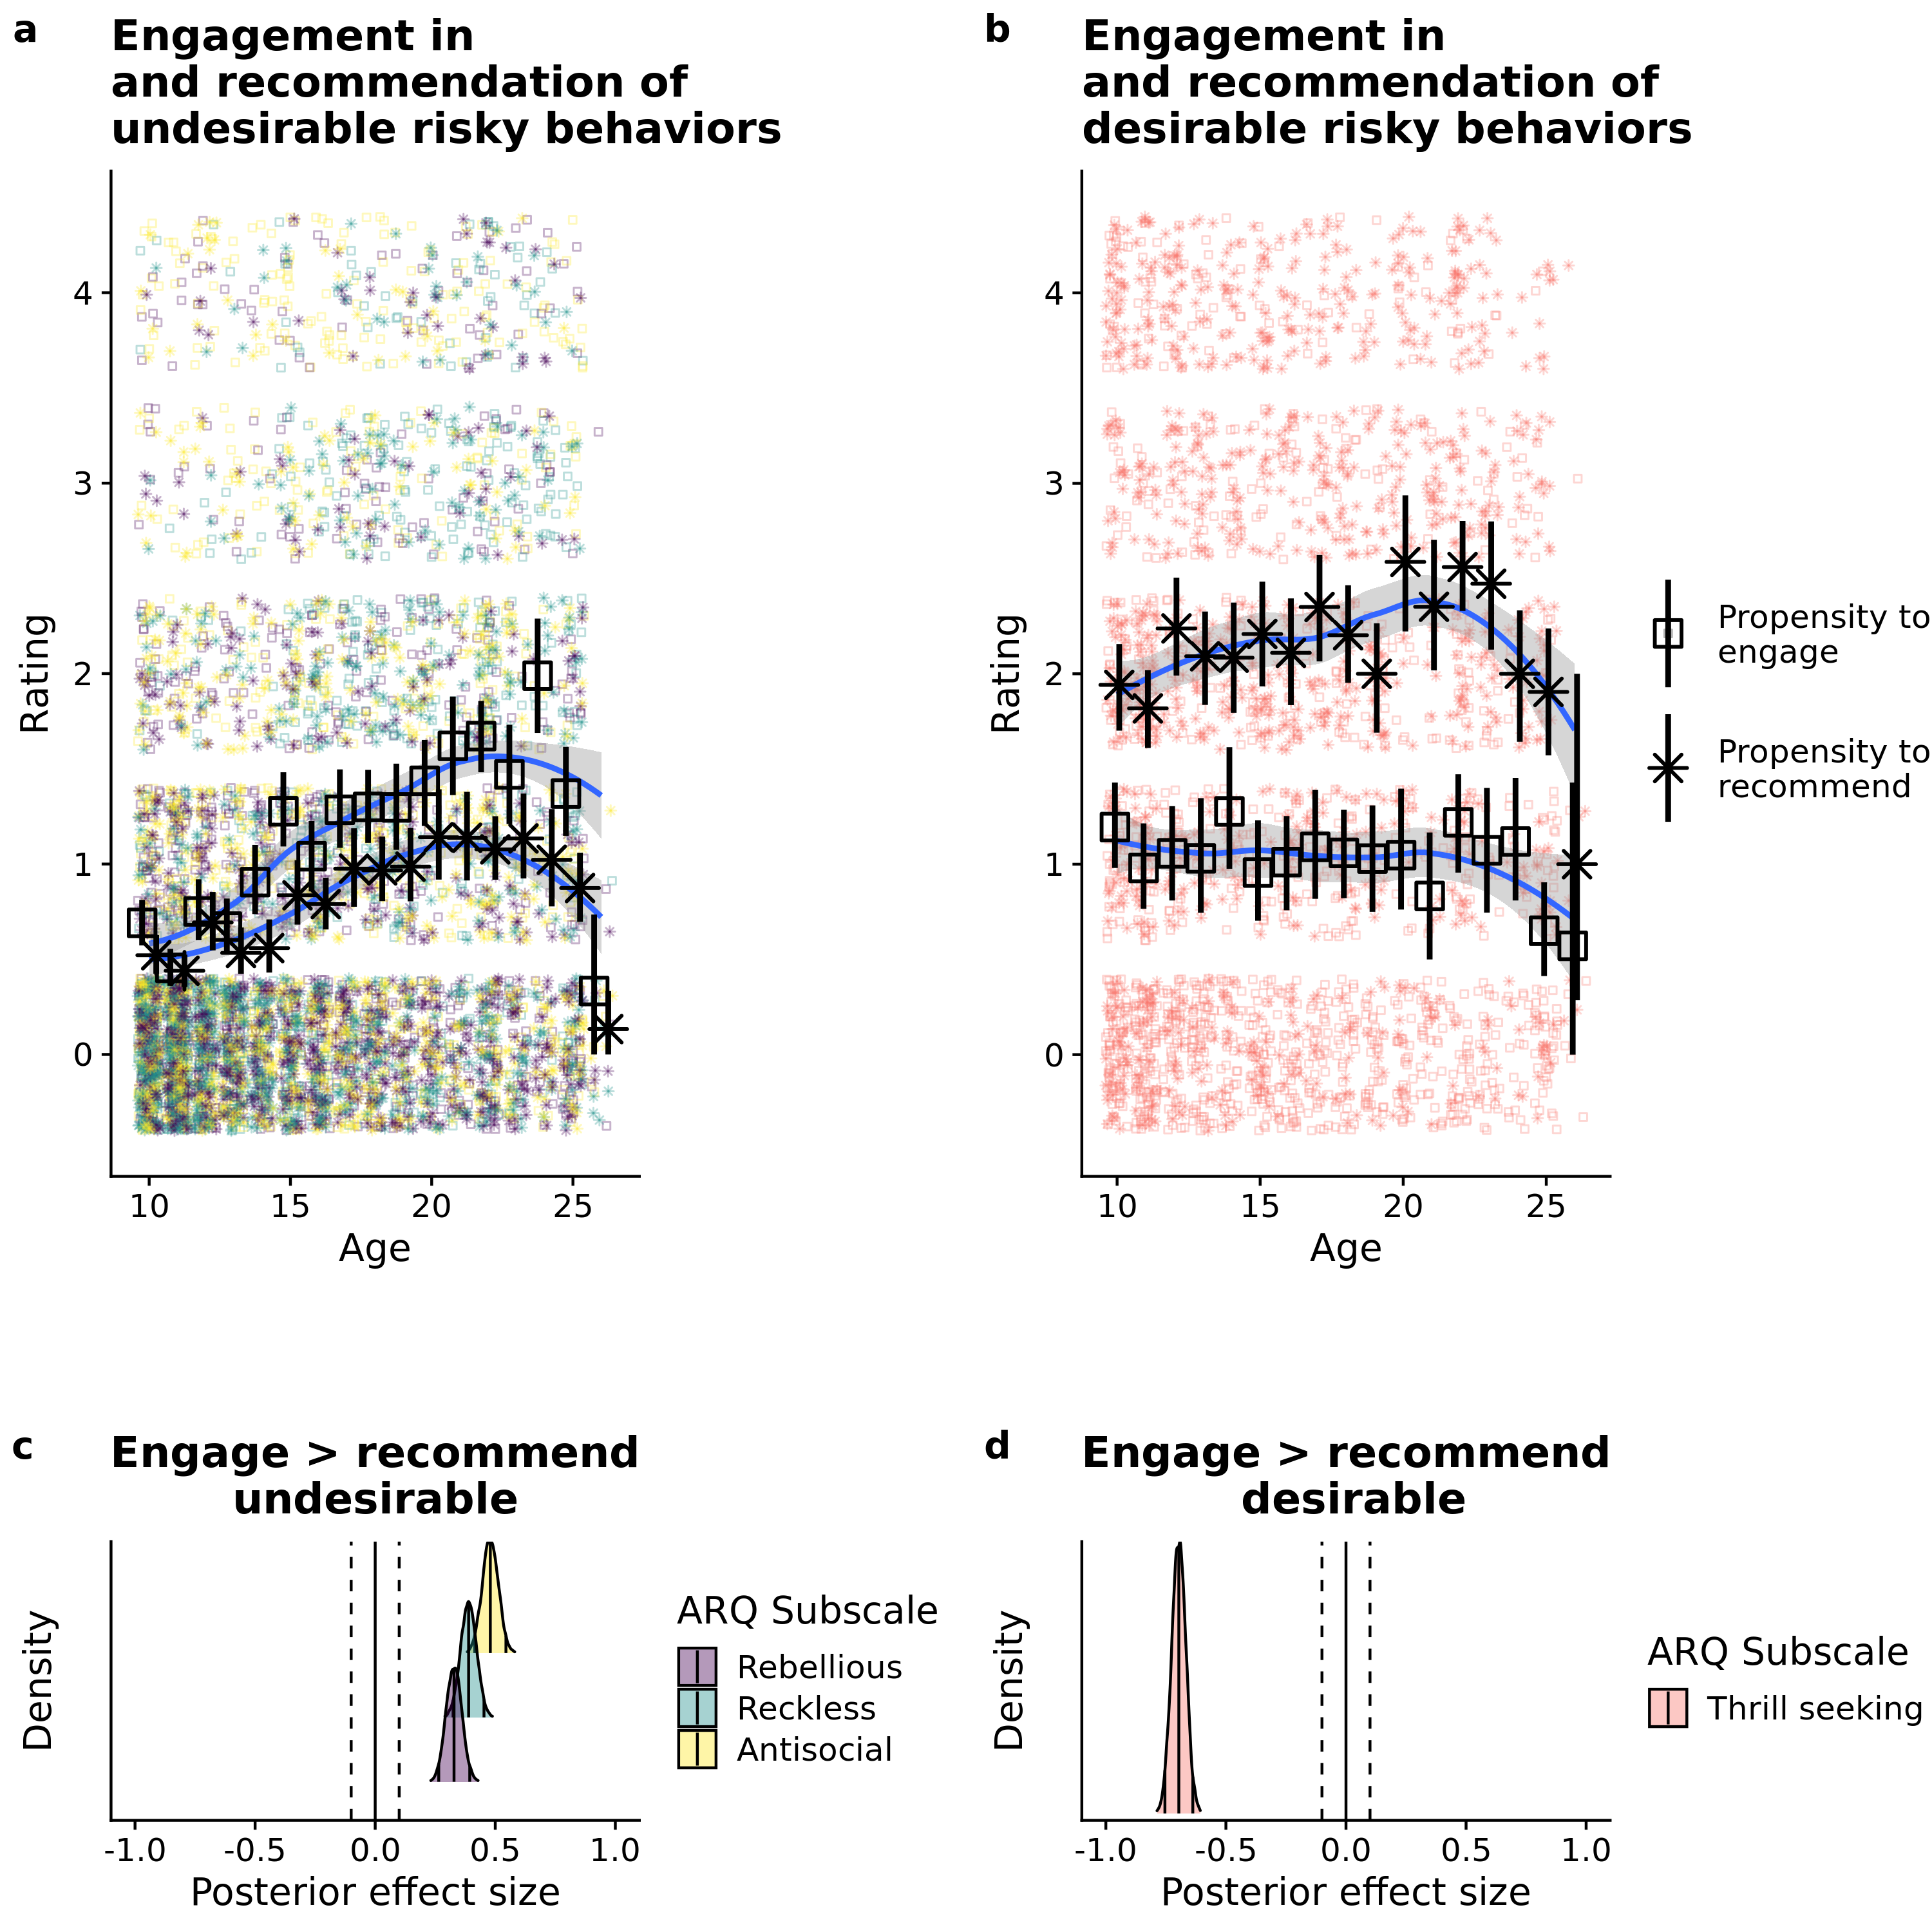 a
Engagement in
and recommendation of
undesirable risky behaviors
Rating
4
3
2
1
0
10 15 20 25
Age
b
Engagement in
and recommendation of
desirable risky behaviors
Rating
4
3
2
1
0
10 15 20 25
Age
Propensity to
engage
Propensity to
recommend
c
Engage > recommend
undesirable
Density
-1.0 -0.5 0.0 0.5 1.0
Posterior effect size
ARQ Subscale
Rebellious
Reckless
Antisocial
d
Engage > recommend
desirable
Density
-1.0 -0.5 0.0 0.5 1.0
Posterior effect size
ARQ Subscale
Thrill seeking